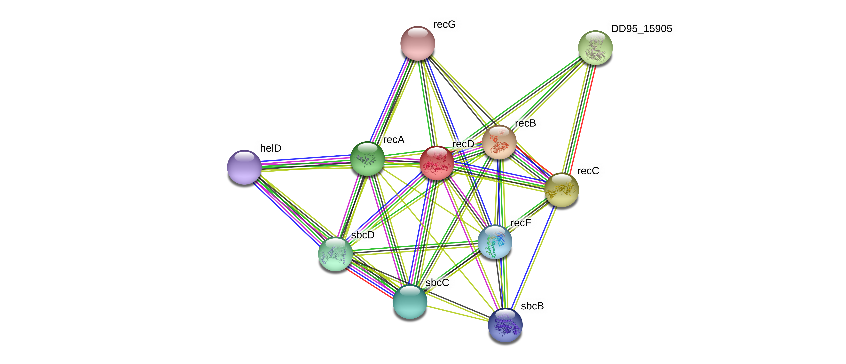 recG
DD95_15905
recB
recA
recD
helD
recC
recF
sbcD
sbcC
sbcB